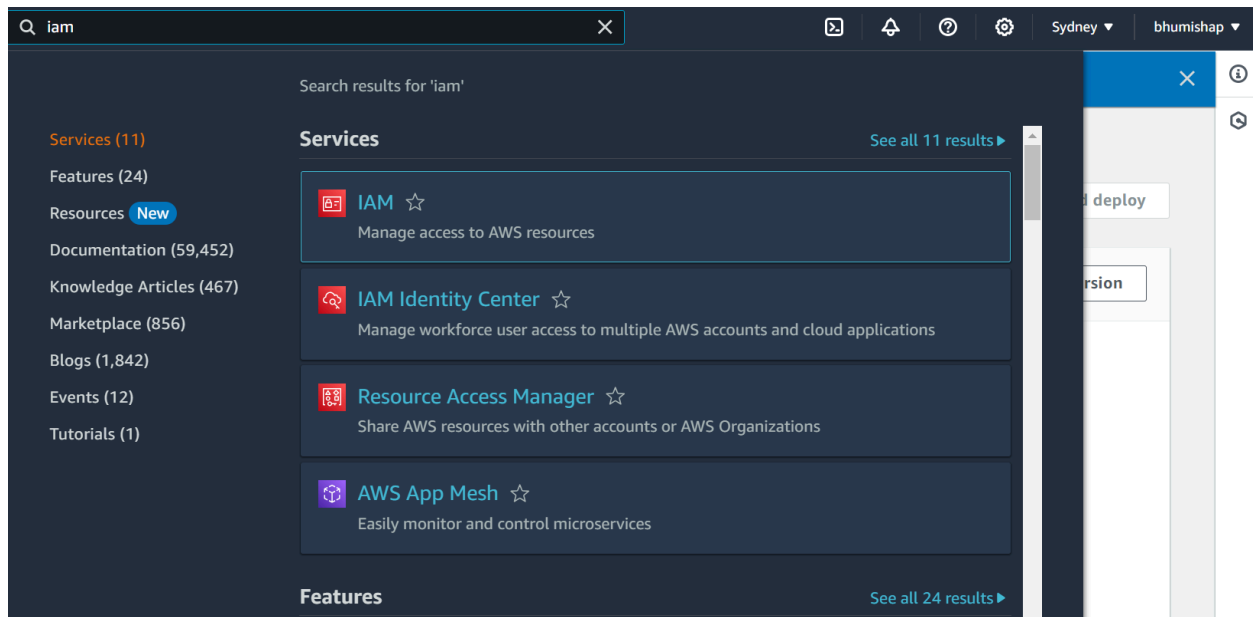 iam
Sydney ▼
bhumishap ▼
Search results for 'iam'
Services (11)
Features (24)
Resources New
Documentation (59,452)
Knowledge Articles (467)
Marketplace (856)
Blogs (1,842)
Events (12)
Tutorials (1)
Services
See all 11 results ▶
IAM
Manage access to AWS resources
IAM Identity Center
Manage workforce user access to multiple AWS accounts and cloud applications
Resource Access Manager
Share AWS resources with other accounts or AWS Organizations
AWS App Mesh
Easily monitor and control microservices
Features
See all 24 results ▶
deploy
rsion